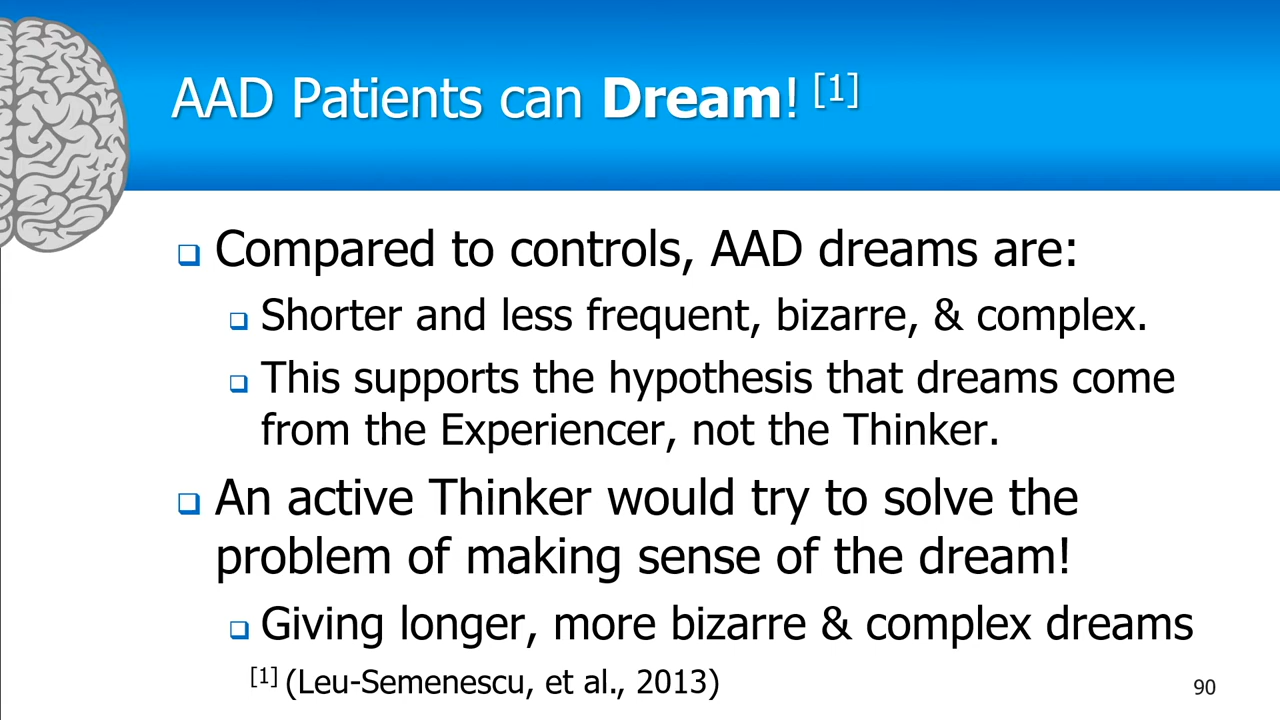 AAD Patients can Dream! [1]
Compared to controls, AAD dreams are:
Shorter and less frequent, bizarre, & complex.
This supports the hypothesis that dreams come
from the Experiencer, not the Thinker.
An active Thinker would try to solve the
problem of making sense of the dream!
Giving longer, more bizarre & complex dreams
[1] (Leu-Semenescu, et al., 2013)
90